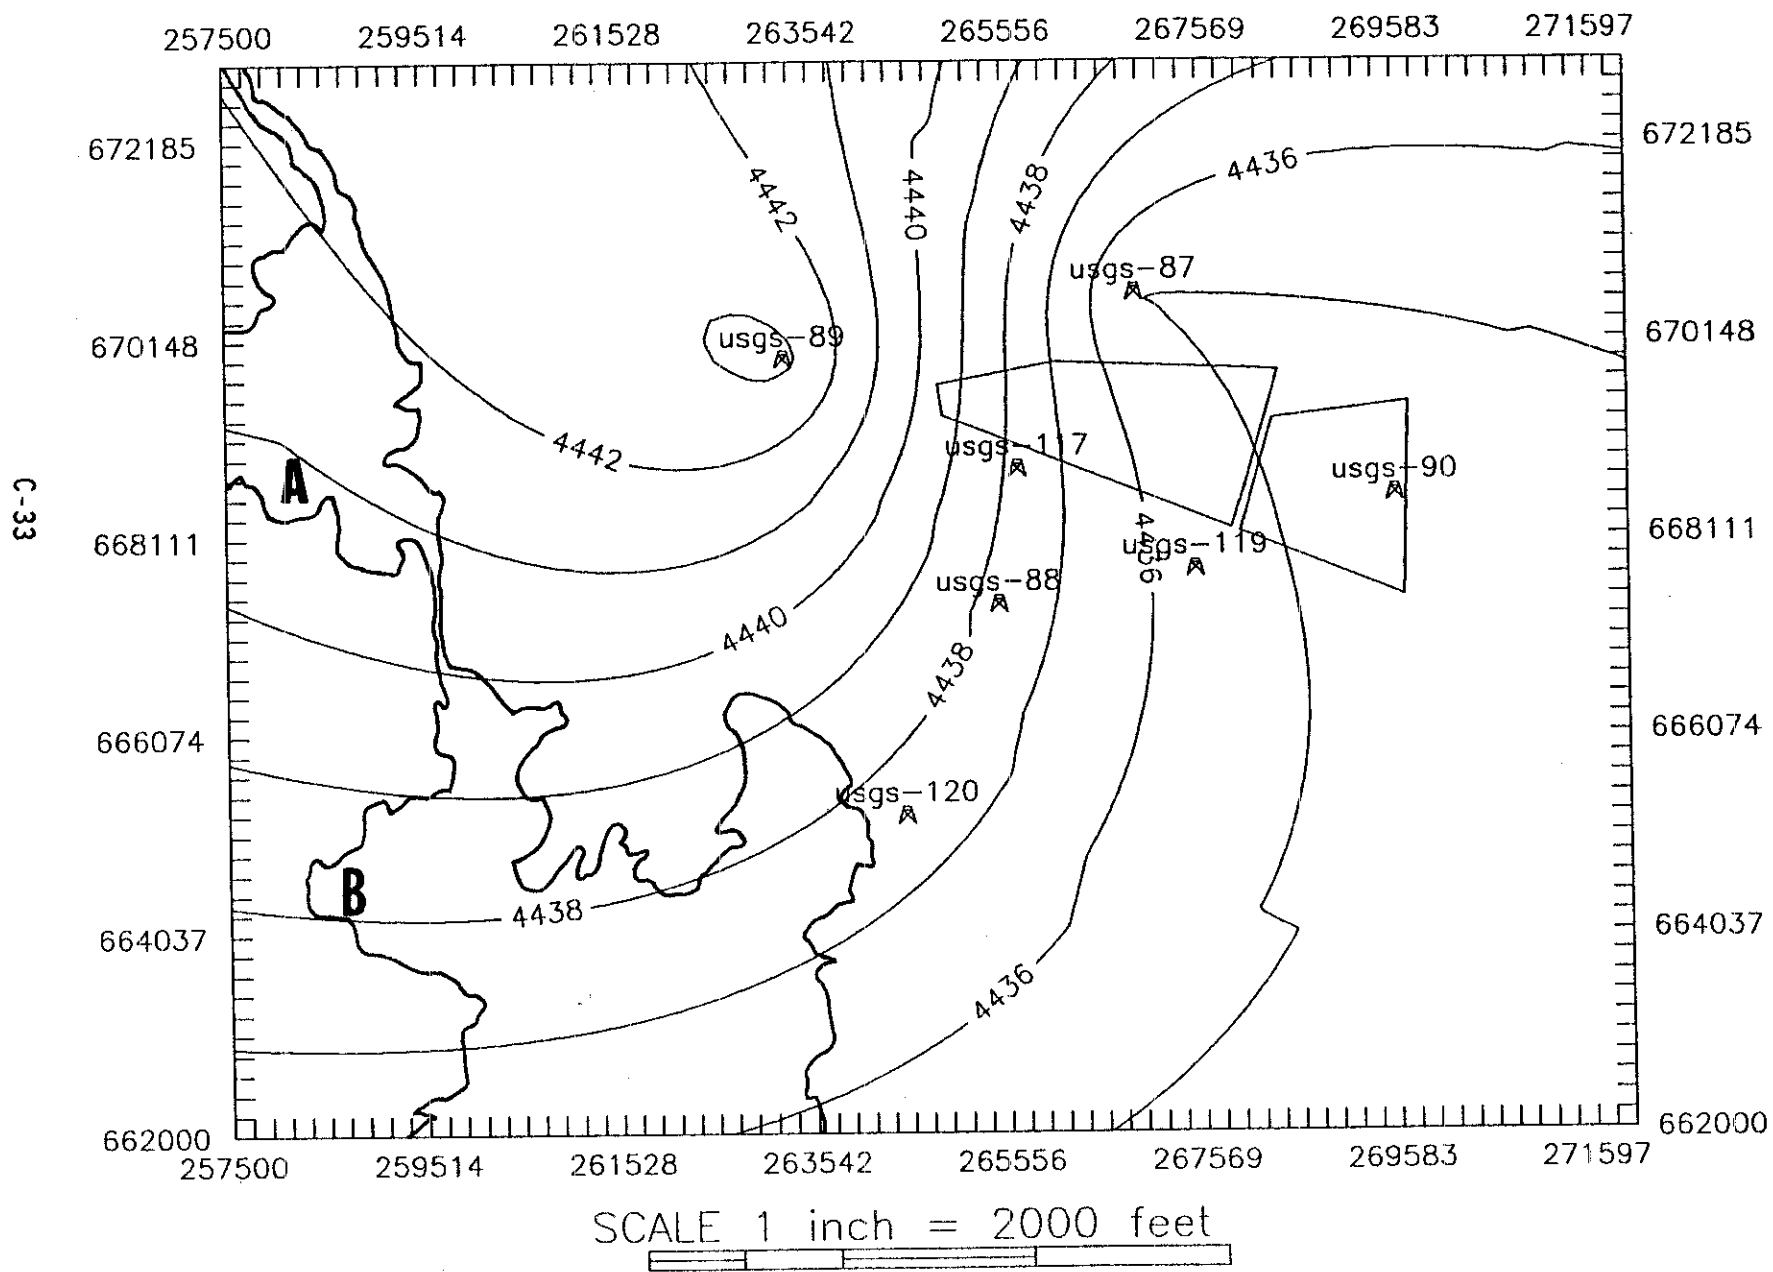 257500 259514 261528 263542 265556 267569 269583 271597
672185 672185
4436
4442 4440 4438
usgs-87
670148 670148
usgs-89
4442
usgs-117
usgs-90
A
C-33
668111 668111
4436
usgs-119
usgs-88
4440
4438
666074 666074
usgs-120
B
4438
664037 664037
4436
662000 662000
257500 259514 261528 263542 265556 267569 269583 271597
SCALE 1 inch = 2000 feet